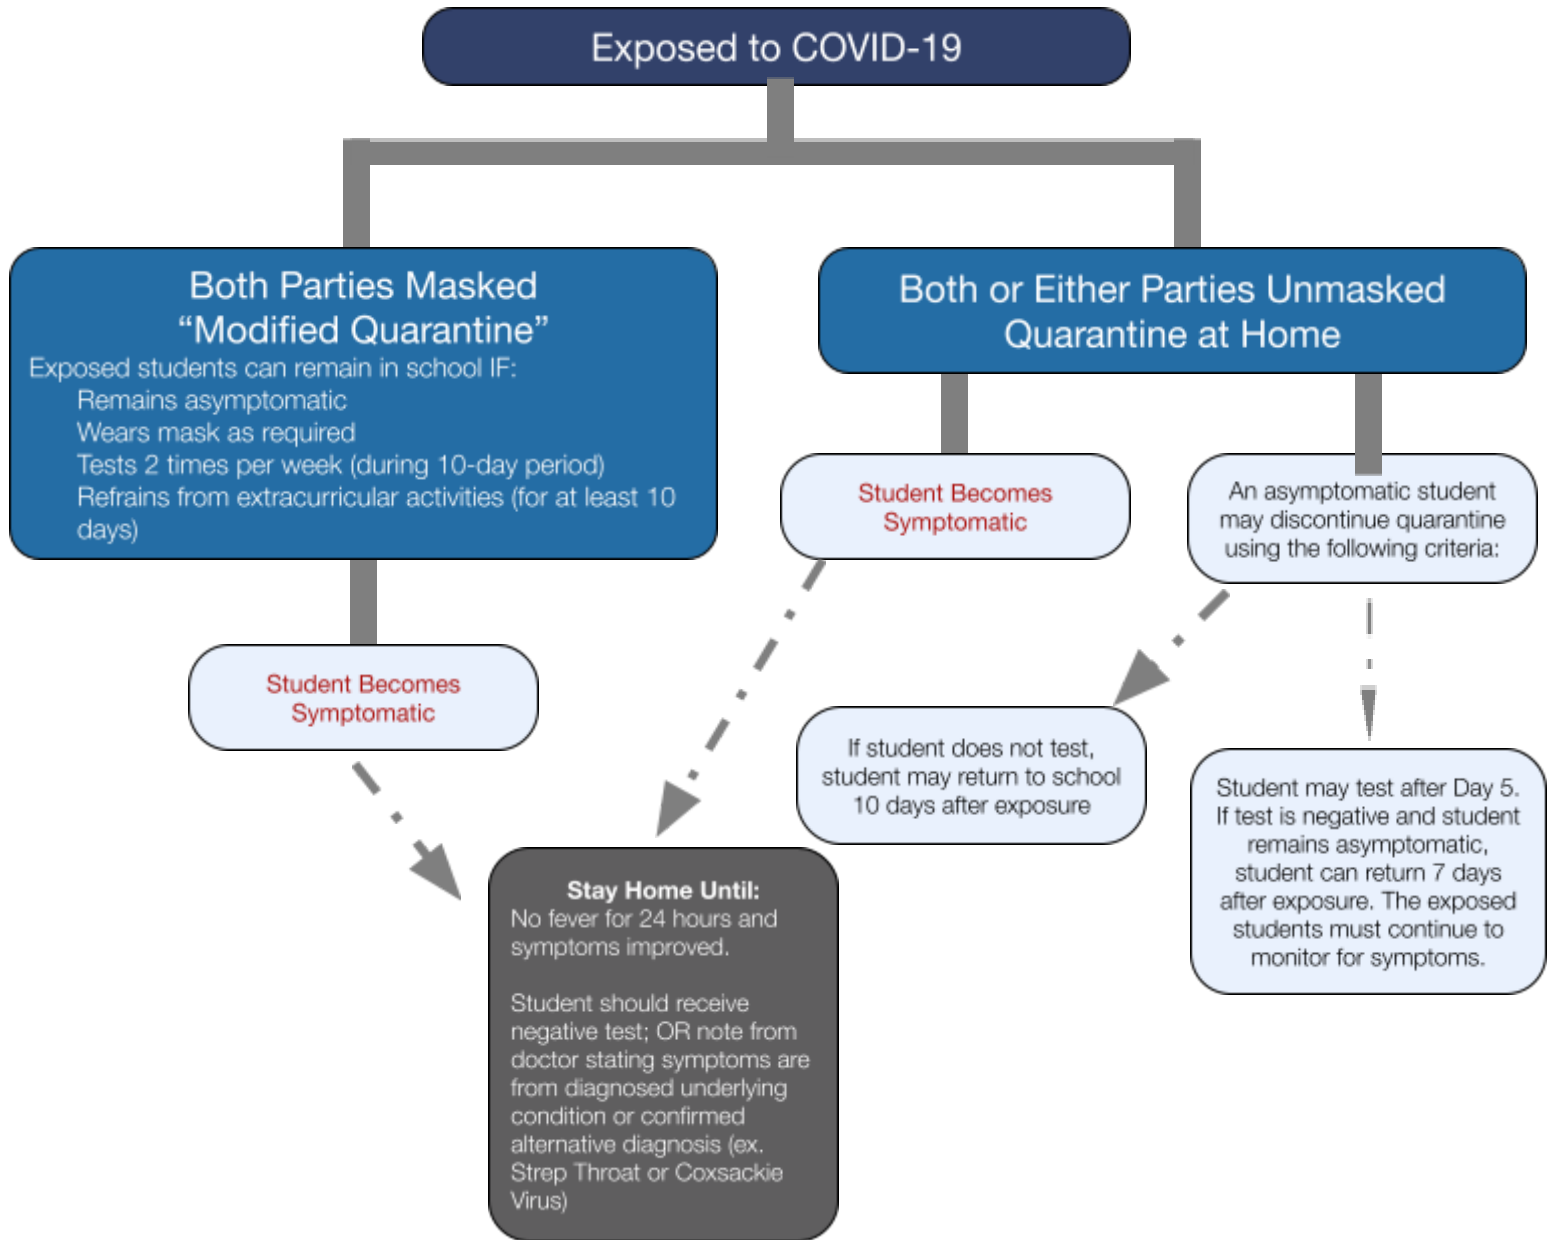 Exposed to COVID-19
Both Parties Masked
“Modified Quarantine”
Exposed students can remain in school IF:
Remains asymptomatic
Wears mask as required
Tests 2 times per week (during 10-day period)
Refrains from extracurricular activities (for at least 10
days)
Both or Either Parties Unmasked
Quarantine at Home
Student Becomes
Symptomatic
An asymptomatic student
may discontinue quarantine
using the following criteria:
Student Becomes
Symptomatic
If student does not test,
student may return to school
10 days after exposure
Student may test after Day 5.
If test is negative and student
remains asymptomatic,
student can return 7 days
after exposure. The exposed
students must continue to
monitor for symptoms.
Stay Home Until:
No fever for 24 hours and
symptoms improved.
Student should receive
negative test; OR note from
doctor stating symptoms are
from diagnosed underlying
condition or confirmed
alternative diagnosis (ex.
Strep Throat or Coxsackie
Virus)